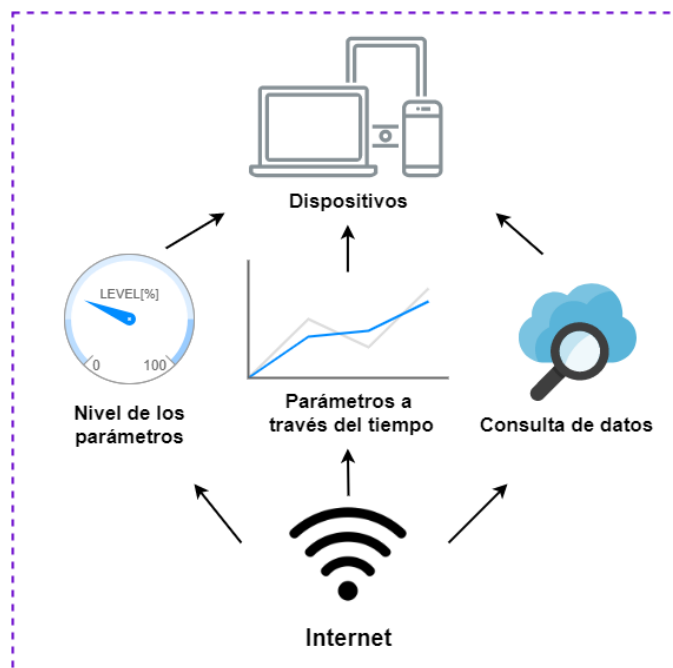 Dispositivos
LEVEL[%]
0 100
Nivel de los
parámetros
Parámetros a
través del tiempo
Consulta de datos
Internet